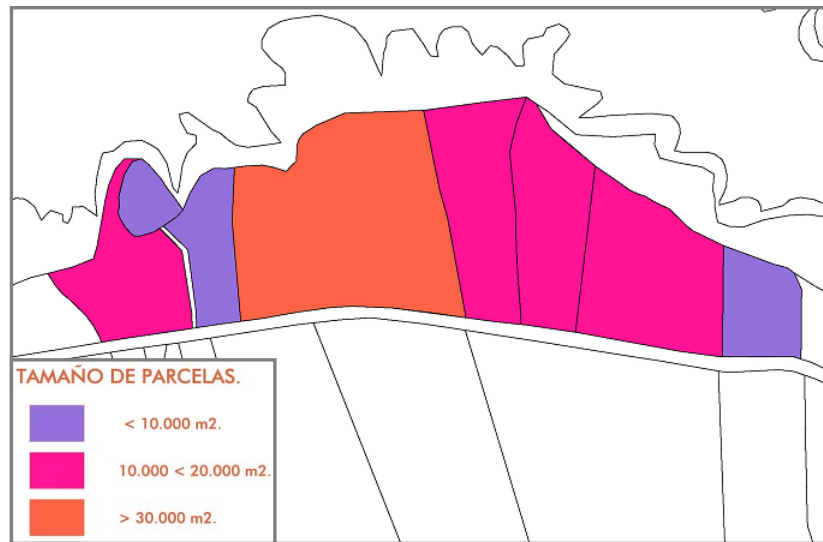 TAMAÑO DE PARCELAS.
< 10.000 m2.
10.000 < 20.000 m2.
> 30.000 m2.